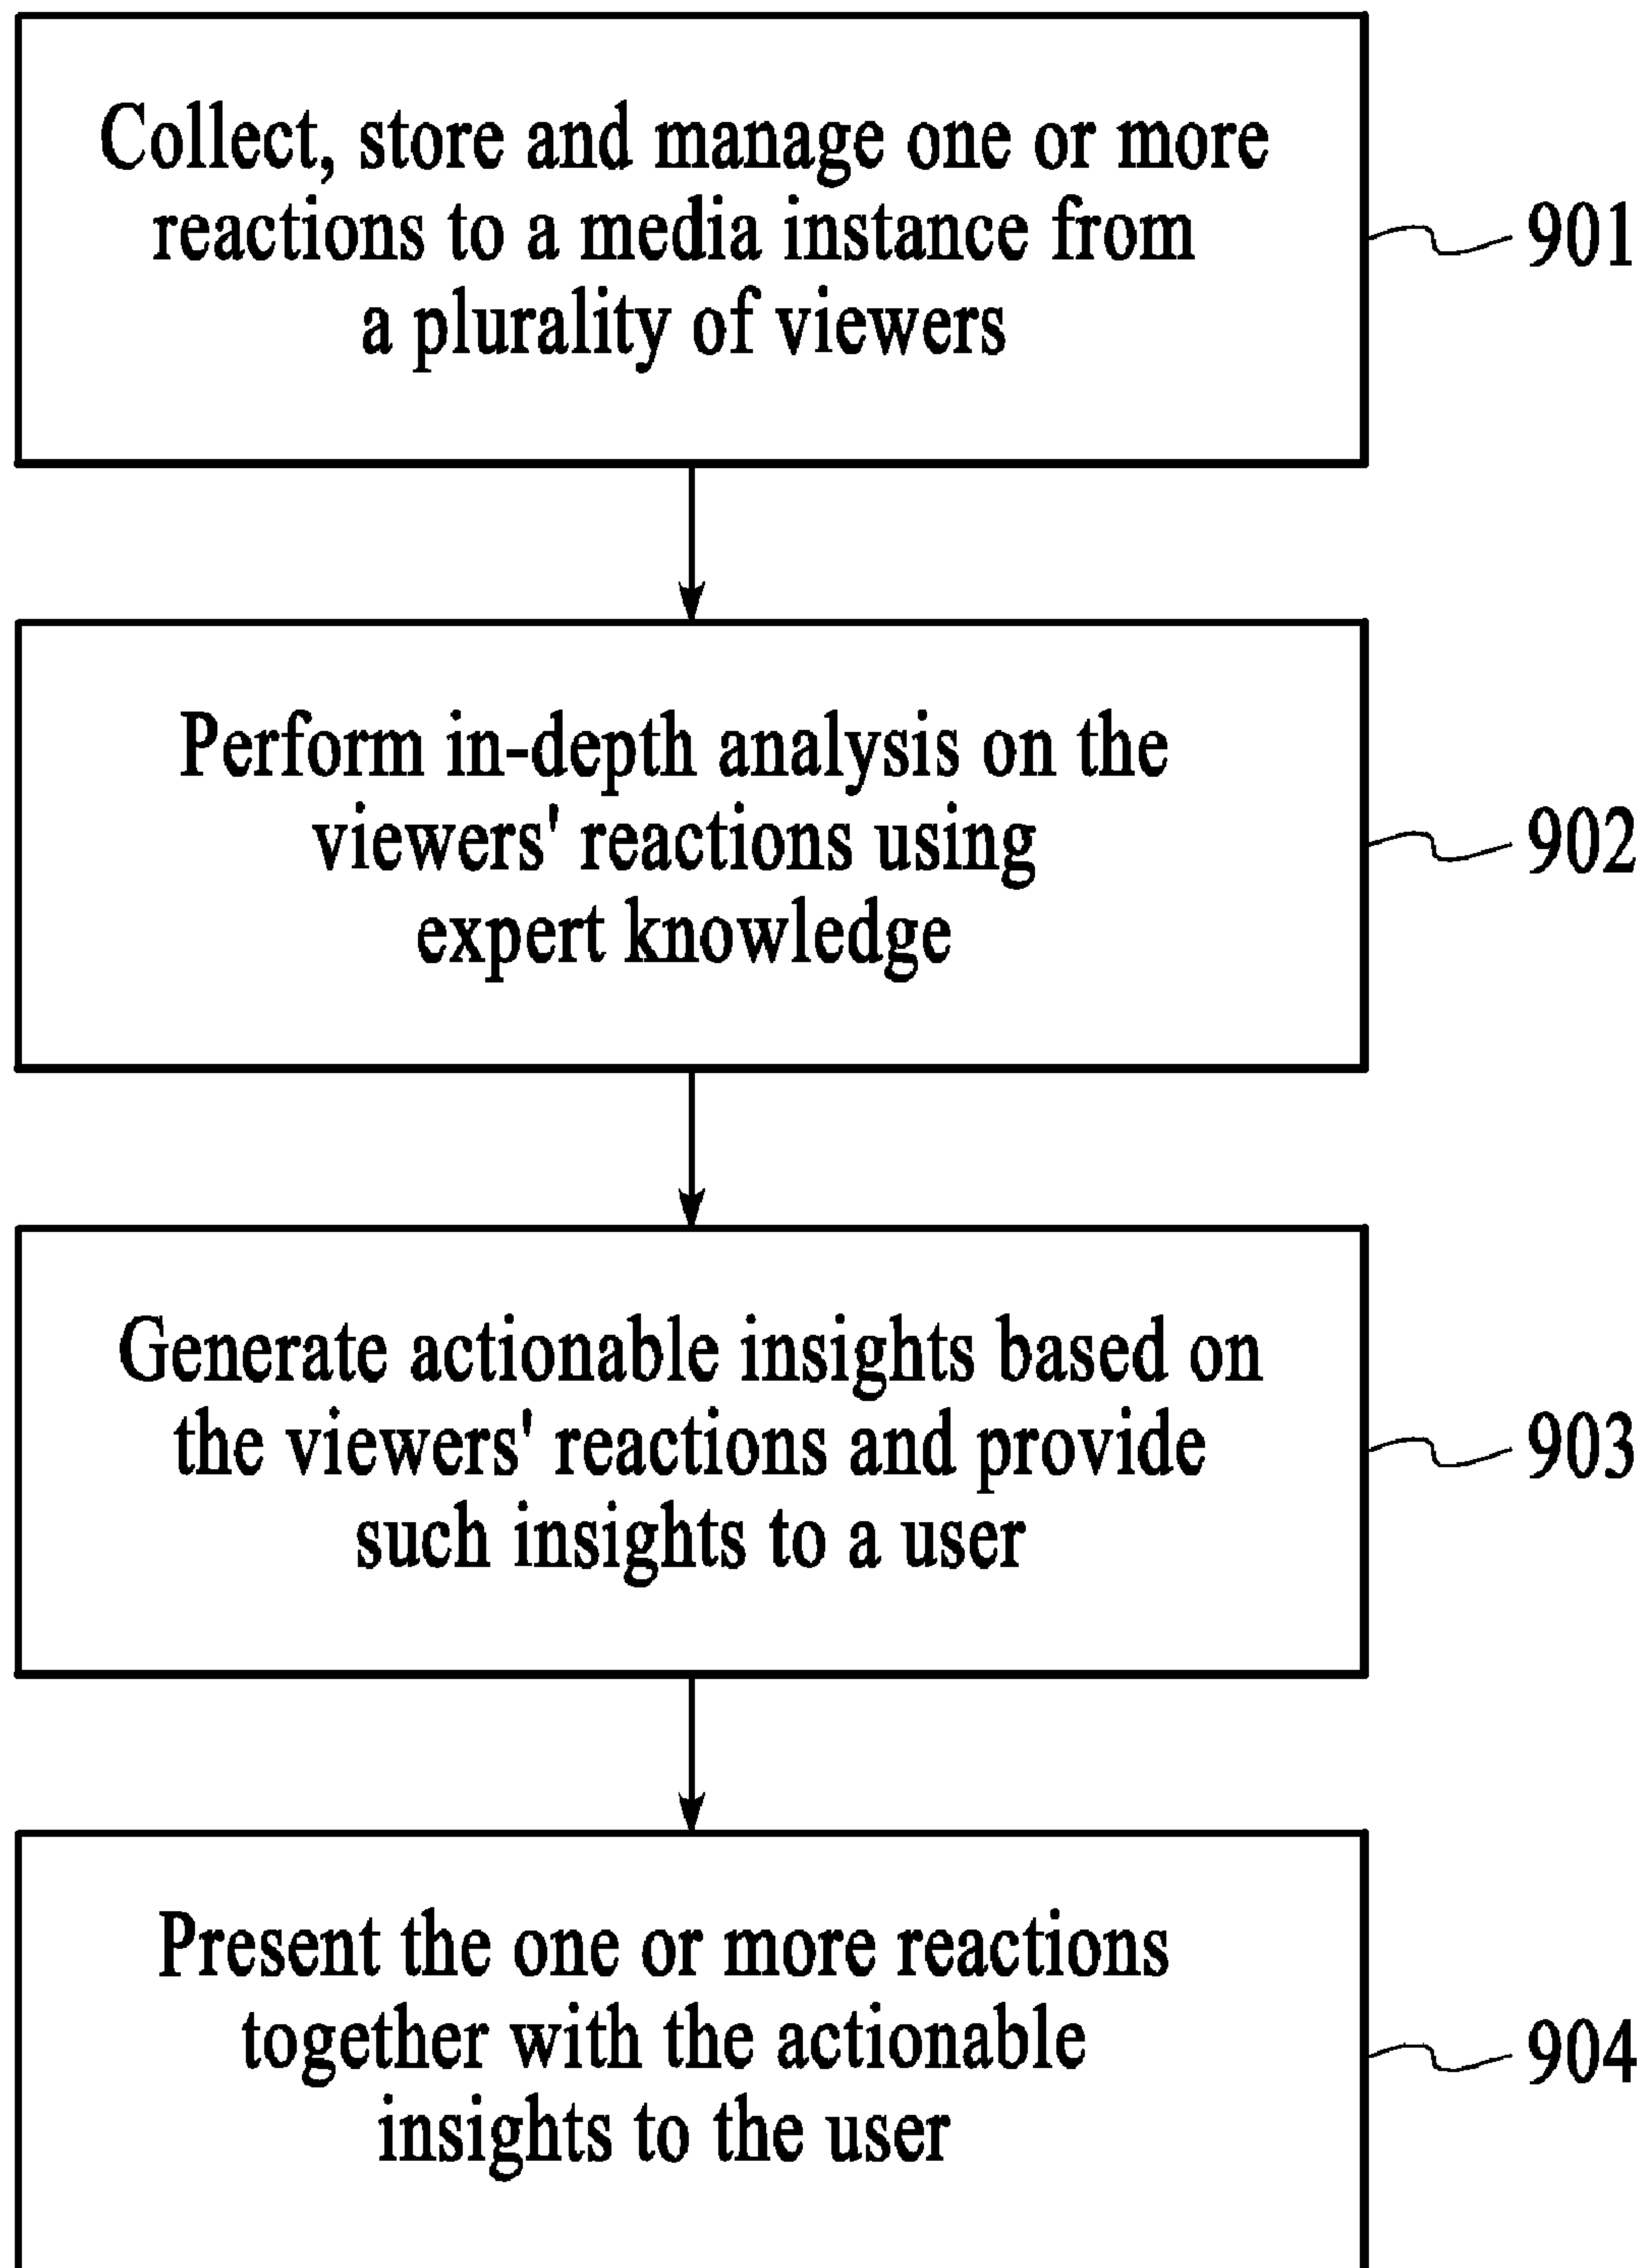 Collect, store and manage one or more
reactions to a media instance from
a plurality of viewers
901
Perform in-depth analysis on the
viewers' reactions using
expert knowledge
902
Generate actionable insights based on
the viewers' reactions and provide
such insights to a user
903
Present the one or more reactions
together with the actionable
insights to the user
904